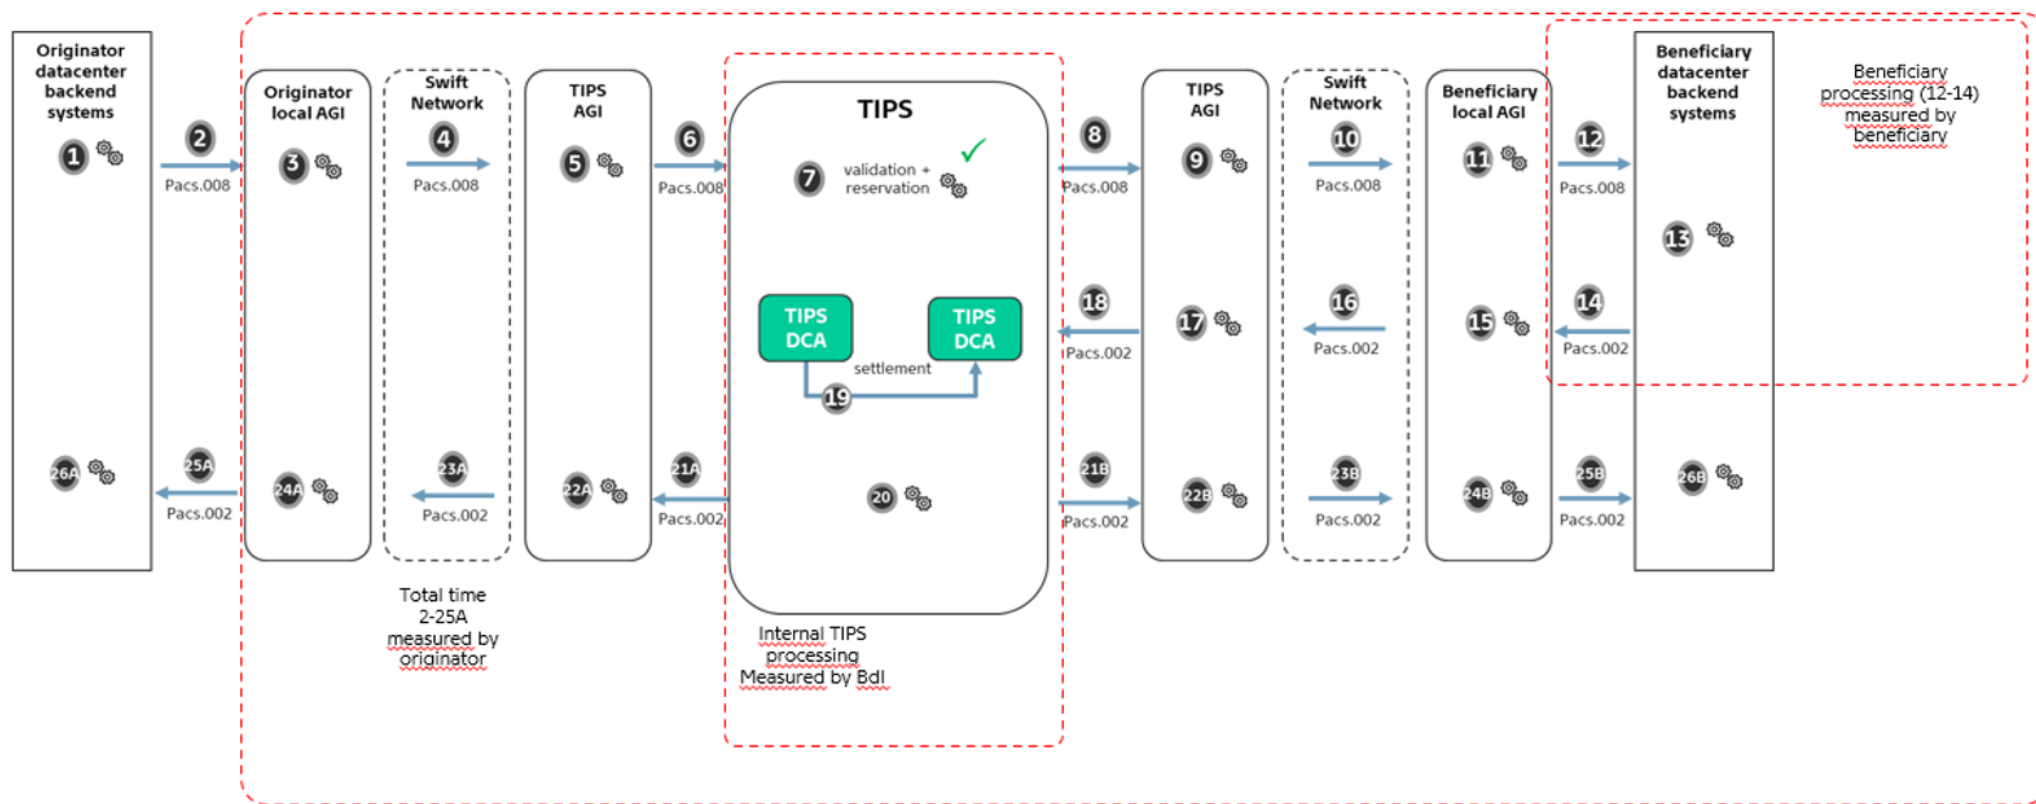 Originator
datacenter
backend
systems
1
2
Pacs.008
Originator
local AGI
3
Swift
Network
4
Pacs.008
TIPS
AGI
5
6
Pacs.008
TIPS
7
validation +
reservation
8
Pacs.008
TIPS
AGI
9
Swift
Network
10
Pacs.008
Beneficiary
local AGI
11
12
Pacs.008
Beneficiary
datacenter
backend
systems
13
Beneficiary
processing (12-14)
measured by
beneficiary
14
Pacs.002
15
16
Pacs.002
17
18
Pacs.002
TIPS
DCA
TIPS
DCA
settlement
19
20
26A
25A
Pacs.002
24A
23A
Pacs.002
22A
21A
Pacs.002
21B
Pacs.002
22B
23B
Pacs.002
24B
25B
Pacs.002
26B
Total time
2-25A
measured by
originator
Internal TIPS
processing
Measured by BdI